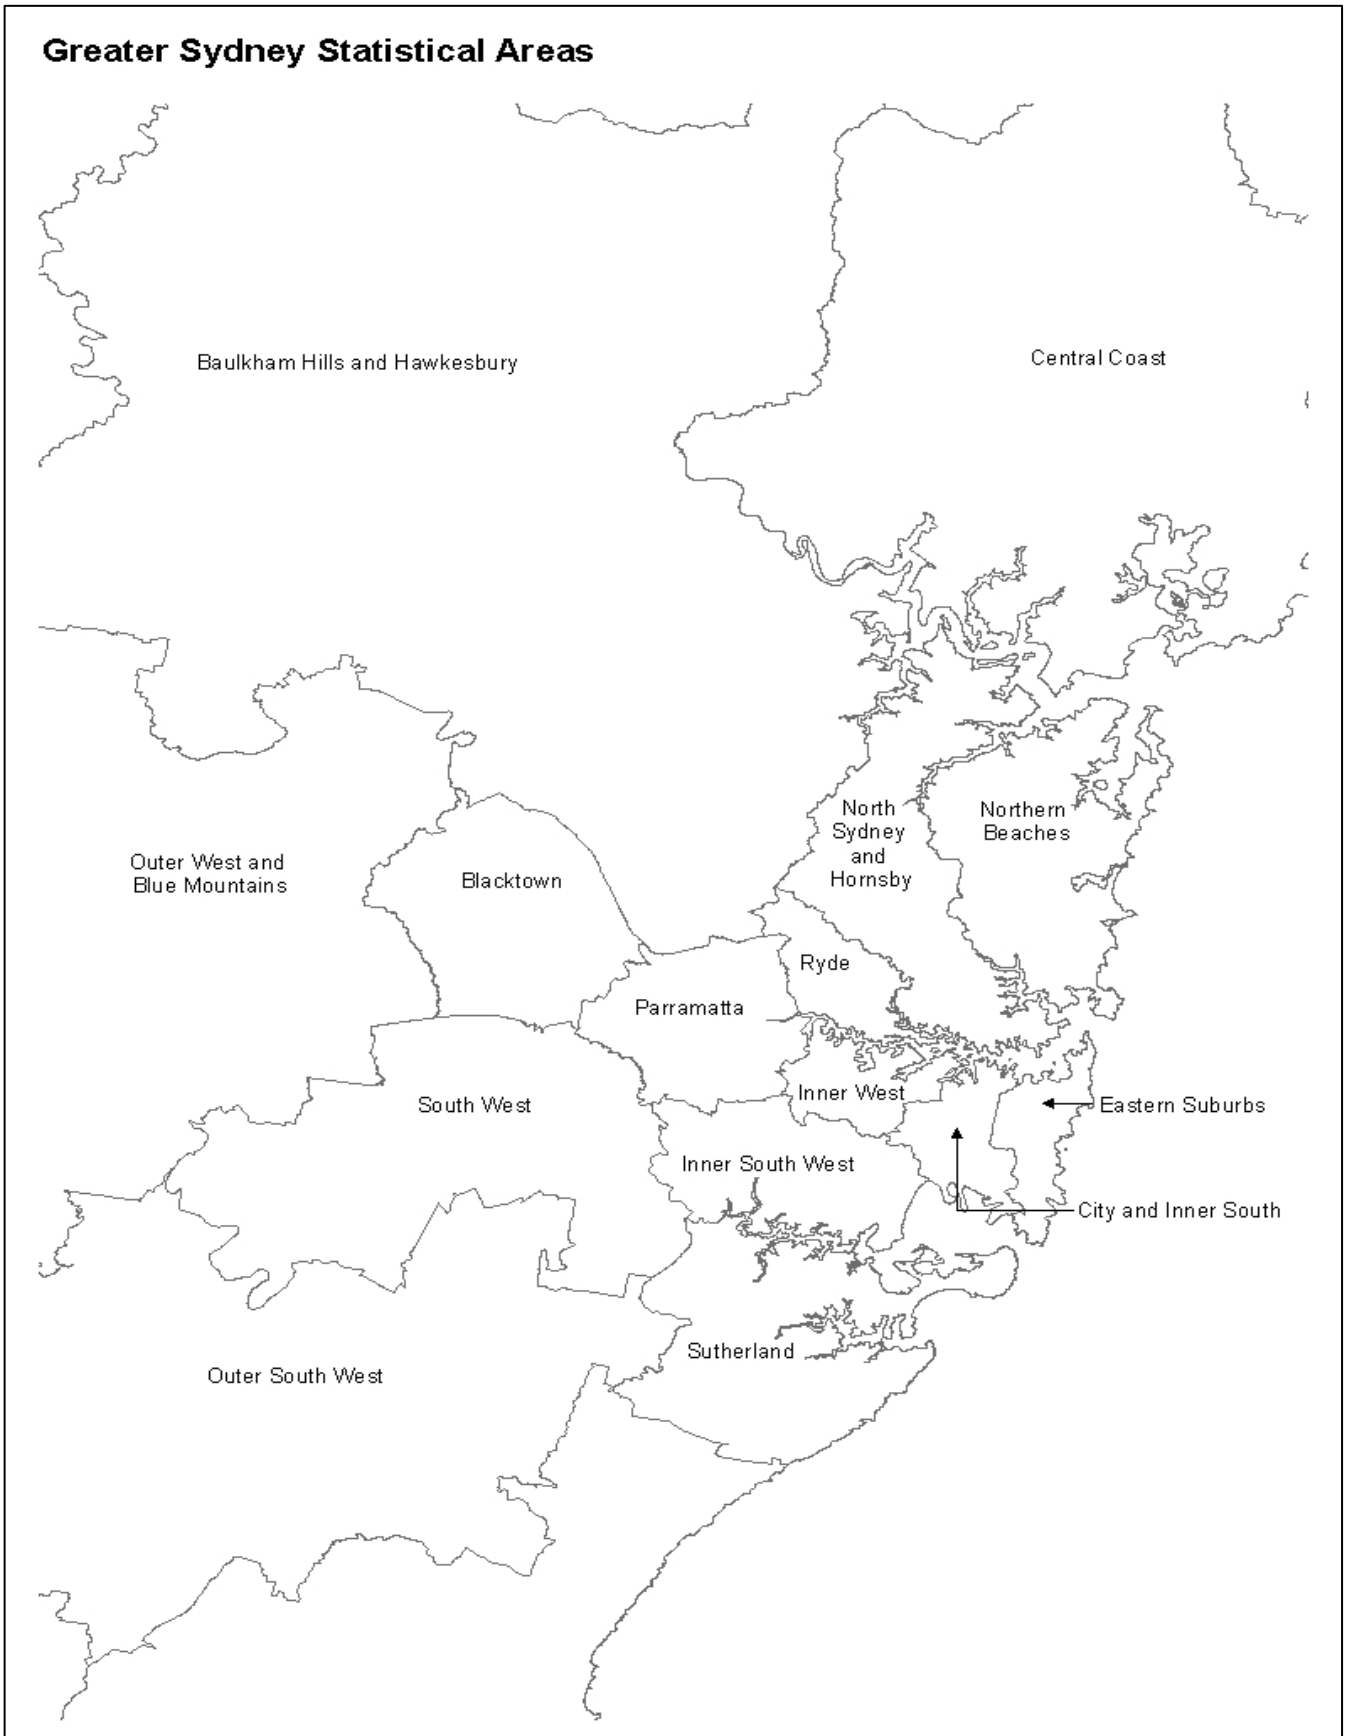 Greater Sydney Statistical Areas
Baulkham Hills and Hawkesbury
Central Coast
North
Sydney
and
Hornsby
Northern
Beaches
Outer West and
Blue Mountains
Blacktown
Ryde
Parramatta
Inner West
South West
Eastern Suburbs
Inner South West
City and Inner South
Sutherland
Outer South West